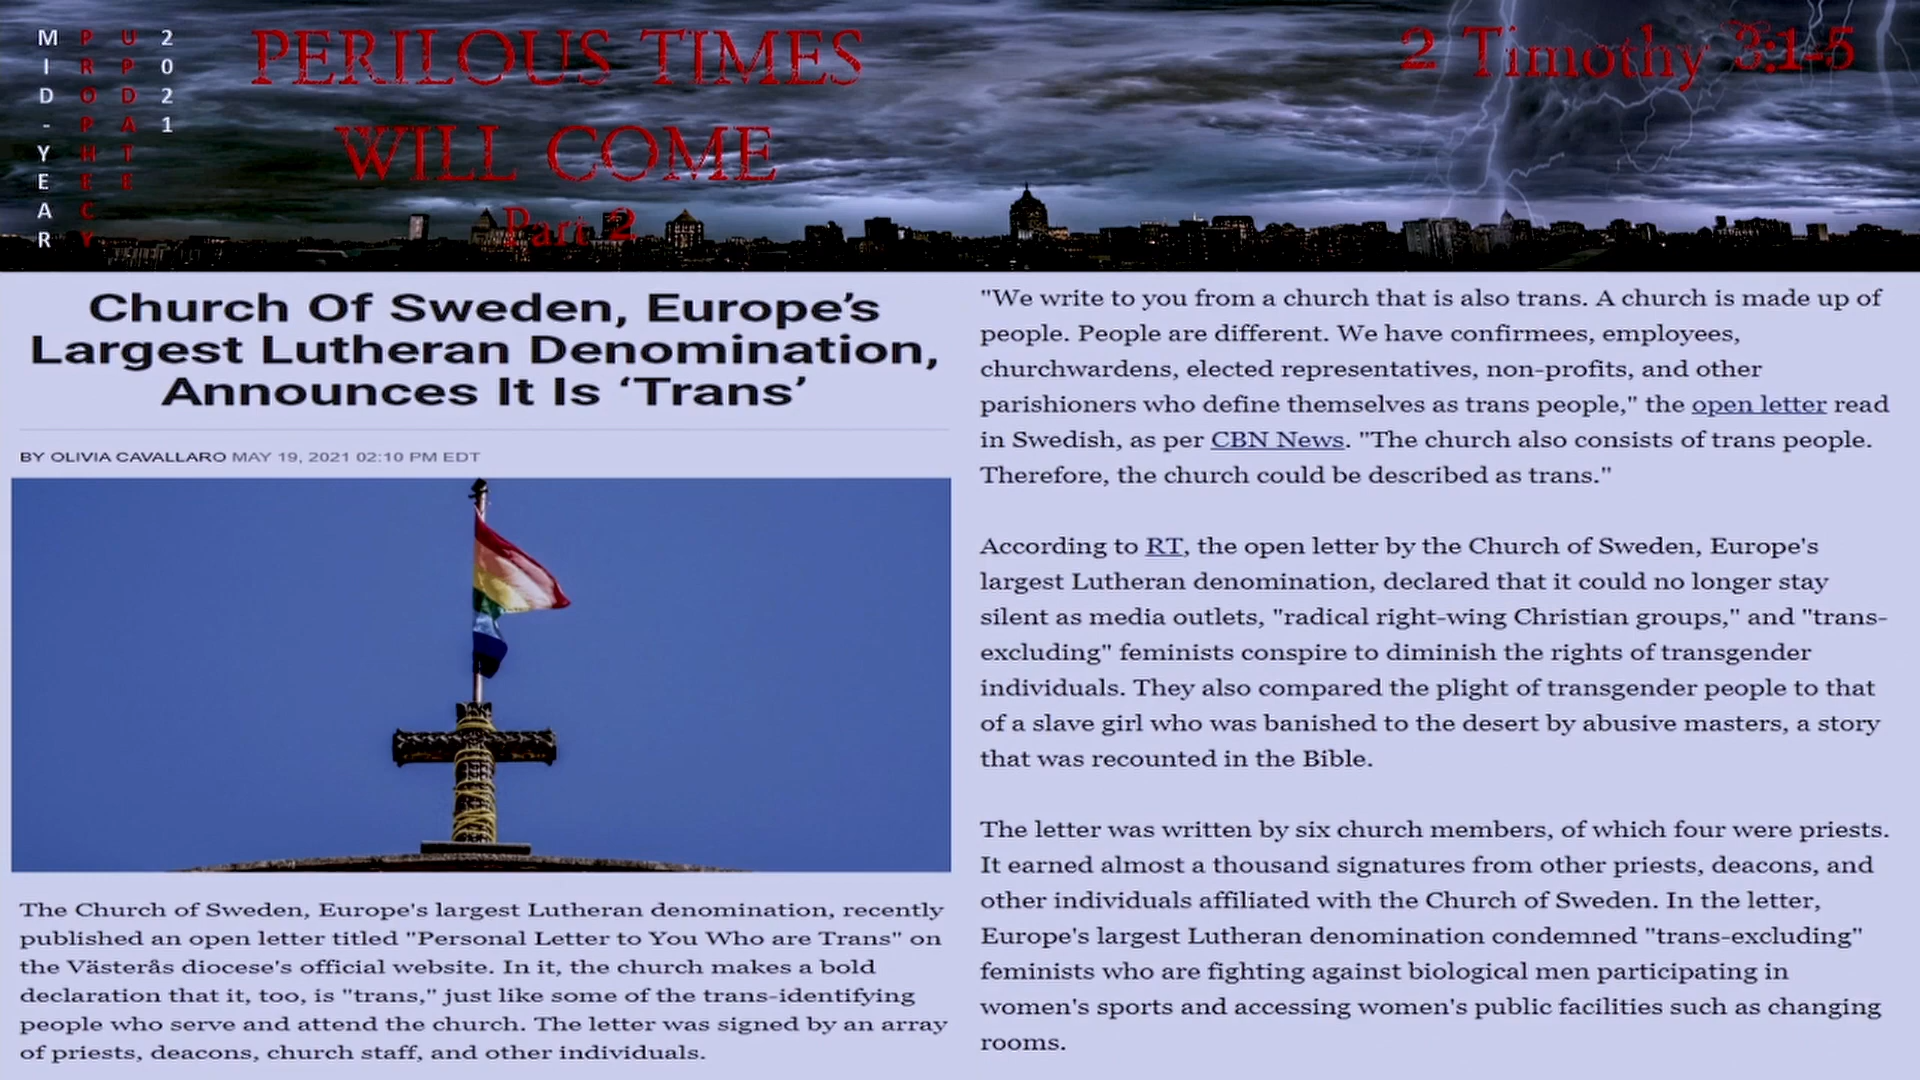 MID-YEAR
PROPHECY
UPDATE
2021
PERILOUS TIMES
WILL COME
Part 2
2 Timothy 3:1-5
Church Of Sweden, Europe’s
Largest Lutheran Denomination,
Announces It Is ‘Trans’
BY OLIVIA CAVALLARO MAY 19, 2021 02:10 PM EDT
The Church of Sweden, Europe's largest Lutheran denomination, recently
published an open letter titled "Personal Letter to You Who are Trans" on
the Västerås diocese's official website. In it, the church makes a bold
declaration that it, too, is "trans," just like some of the trans-identifying
people who serve and attend the church. The letter was signed by an array
of priests, deacons, church staff, and other individuals.
"We write to you from a church that is also trans. A church is made up of
people. People are different. We have confirmees, employees,
churchwardens, elected representatives, non-profits, and other
parishioners who define themselves as trans people," the open letter read
in Swedish, as per CBN News. "The church also consists of trans people.
Therefore, the church could be described as trans."
According to RT, the open letter by the Church of Sweden, Europe's
largest Lutheran denomination, declared that it could no longer stay
silent as media outlets, "radical right-wing Christian groups," and "trans-
excluding" feminists conspire to diminish the rights of transgender
individuals. They also compared the plight of transgender people to that
of a slave girl who was banished to the desert by abusive masters, a story
that was recounted in the Bible.
The letter was written by six church members, of which four were priests.
It earned almost a thousand signatures from other priests, deacons, and
other individuals affiliated with the Church of Sweden. In the letter,
Europe's largest Lutheran denomination condemned "trans-excluding"
feminists who are fighting against biological men participating in
women's sports and accessing women's public facilities such as changing
rooms.